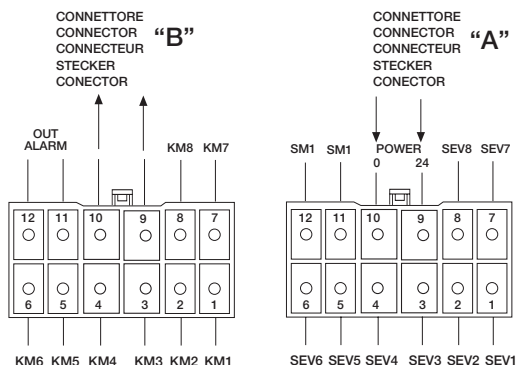 CONNETTORE
CONNECTOR
CONNECTEUR
STECKER
CONECTOR
“B”
OUT
ALARM
KM8 KM7
12 11 10 9 8 7
6 5 4 3 2 1
KM6 KM5 KM4 KM3 KM2 KM1
CONNETTORE
CONNECTOR
CONNECTEUR
STECKER
CONECTOR
“A”
SM1 SM1 POWER SEV8 SEV7
0 24
12 11 10 9 8 7
6 5 4 3 2 1
SEV6 SEV5 SEV4 SEV3 SEV2 SEV1